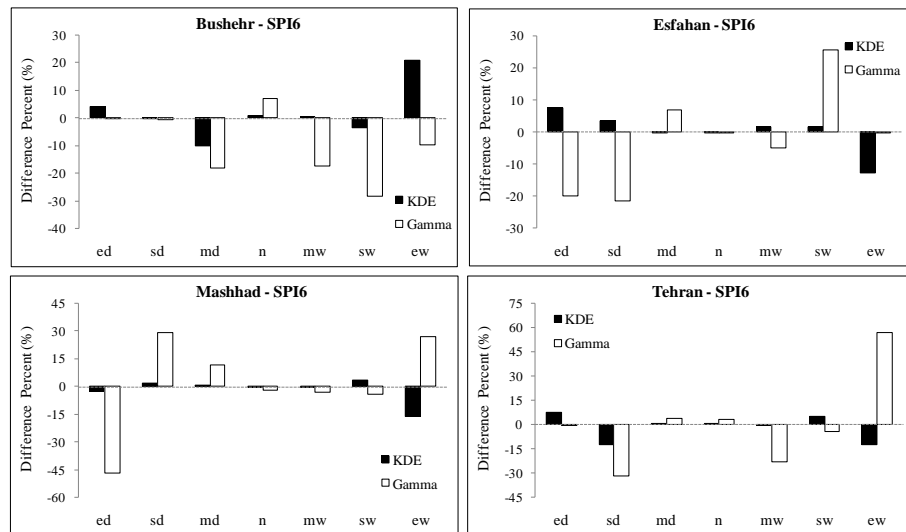 Bushehr - SPI6
Difference Percent (%)
30
20
10
0
-10
-20
-30
-40
KDE
Gamma
ed sd md n mw sw ew
Esfahan - SPI6
Difference Percent (%)
30
20
10
0
-10
-20
-30
KDE
Gamma
ed sd md n mw sw ew
Mashhad - SPI6
Difference Percent (%)
45
30
15
0
-15
-30
-45
-60
KDE
Gamma
ed sd md n mw sw ew
Tehran - SPI6
Difference Percent (%)
75
60
45
30
15
0
-15
-30
-45
KDE
Gamma
ed sd md n mw sw ew